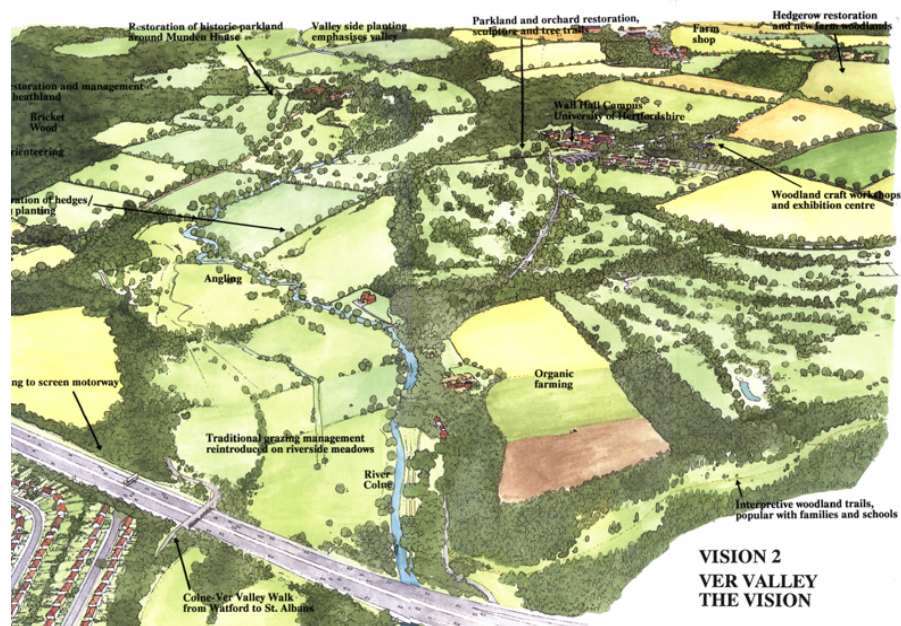 Restoration of historic parkland
around Munden House
Valley side planting
emphasises valley
Parkland and orchard restoration,
sculpture and tree trails
Farm
shop
Hedgerow restoration
and new farm woodlands
estoration and management
heathland
Bricket
Wood
rienteering
Wall Hall Campus
University of Hertfordshire
Woodland craft workshops
and exhibition centre
ration of hedges/
planting
Angling
Organic
farming
ng to screen motorway
Traditional grazing management
reintroduced on riverside meadows
River
Colne
Interpretive woodland trails,
popular with families and schools
Colne-Ver Valley Walk
from Watford to St. Albans
VISION 2
VER VALLEY
THE VISION